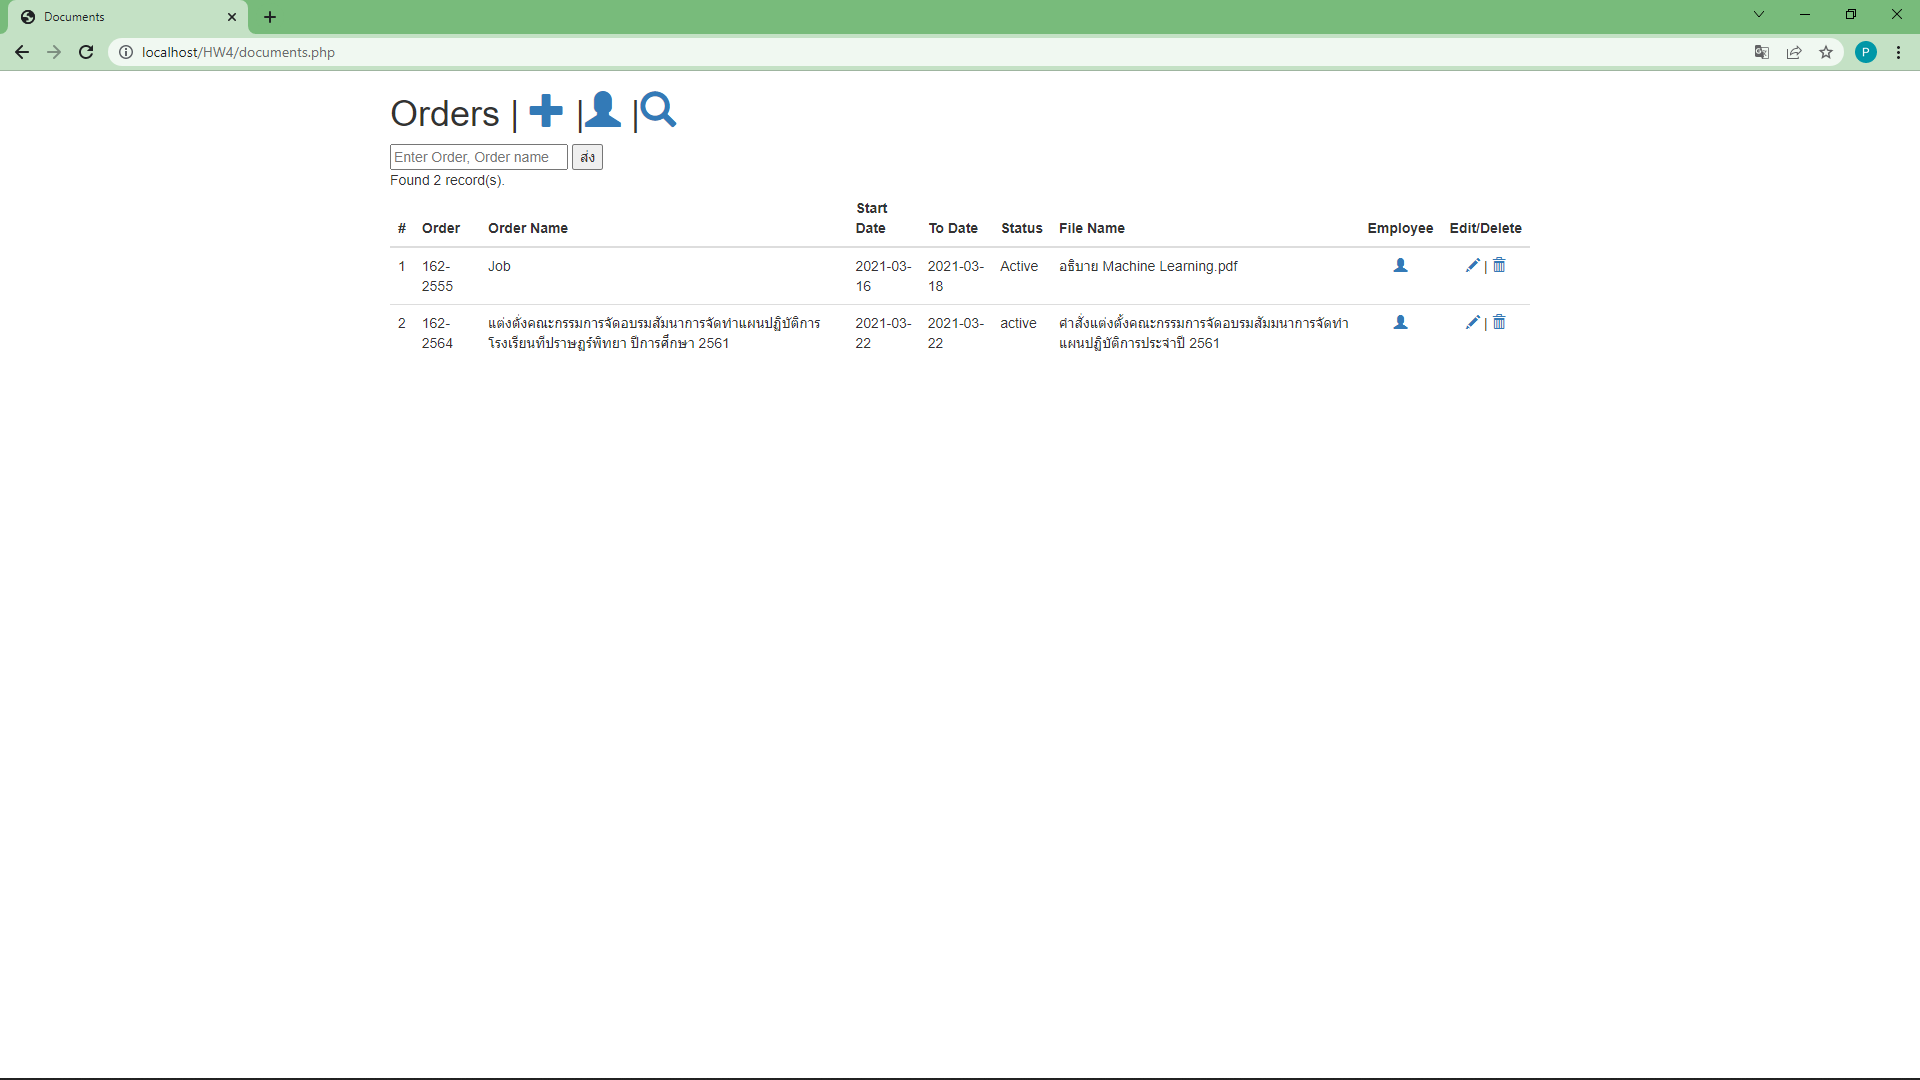 Documents
localhost/HW4/documents.php
P
Orders | + | |
Enter Order, Order name ส่ง
Found 2 record(s).
# Order Order Name Start Date To Date Status File Name Employee Edit/Delete
1 162-2555 Job 2021-03-16 2021-03-18 Active อธิบาย Machine Learning.pdf |
2 162-2564 แต่งตั่งคณะกรรมการจัดอบรมสัมนาการจัดทำแผนปฏิบัติการ 2021-03-22 2021-03-22 active คำสั่งแต่งตั้งคณะกรรมการจัดอบรมสัมมนาการจัดทำ |
โรงเรียนทีปราษฎร์พิทยา ปีการศึกษา 2561 แผนปฏิบัติการประจำปี 2561